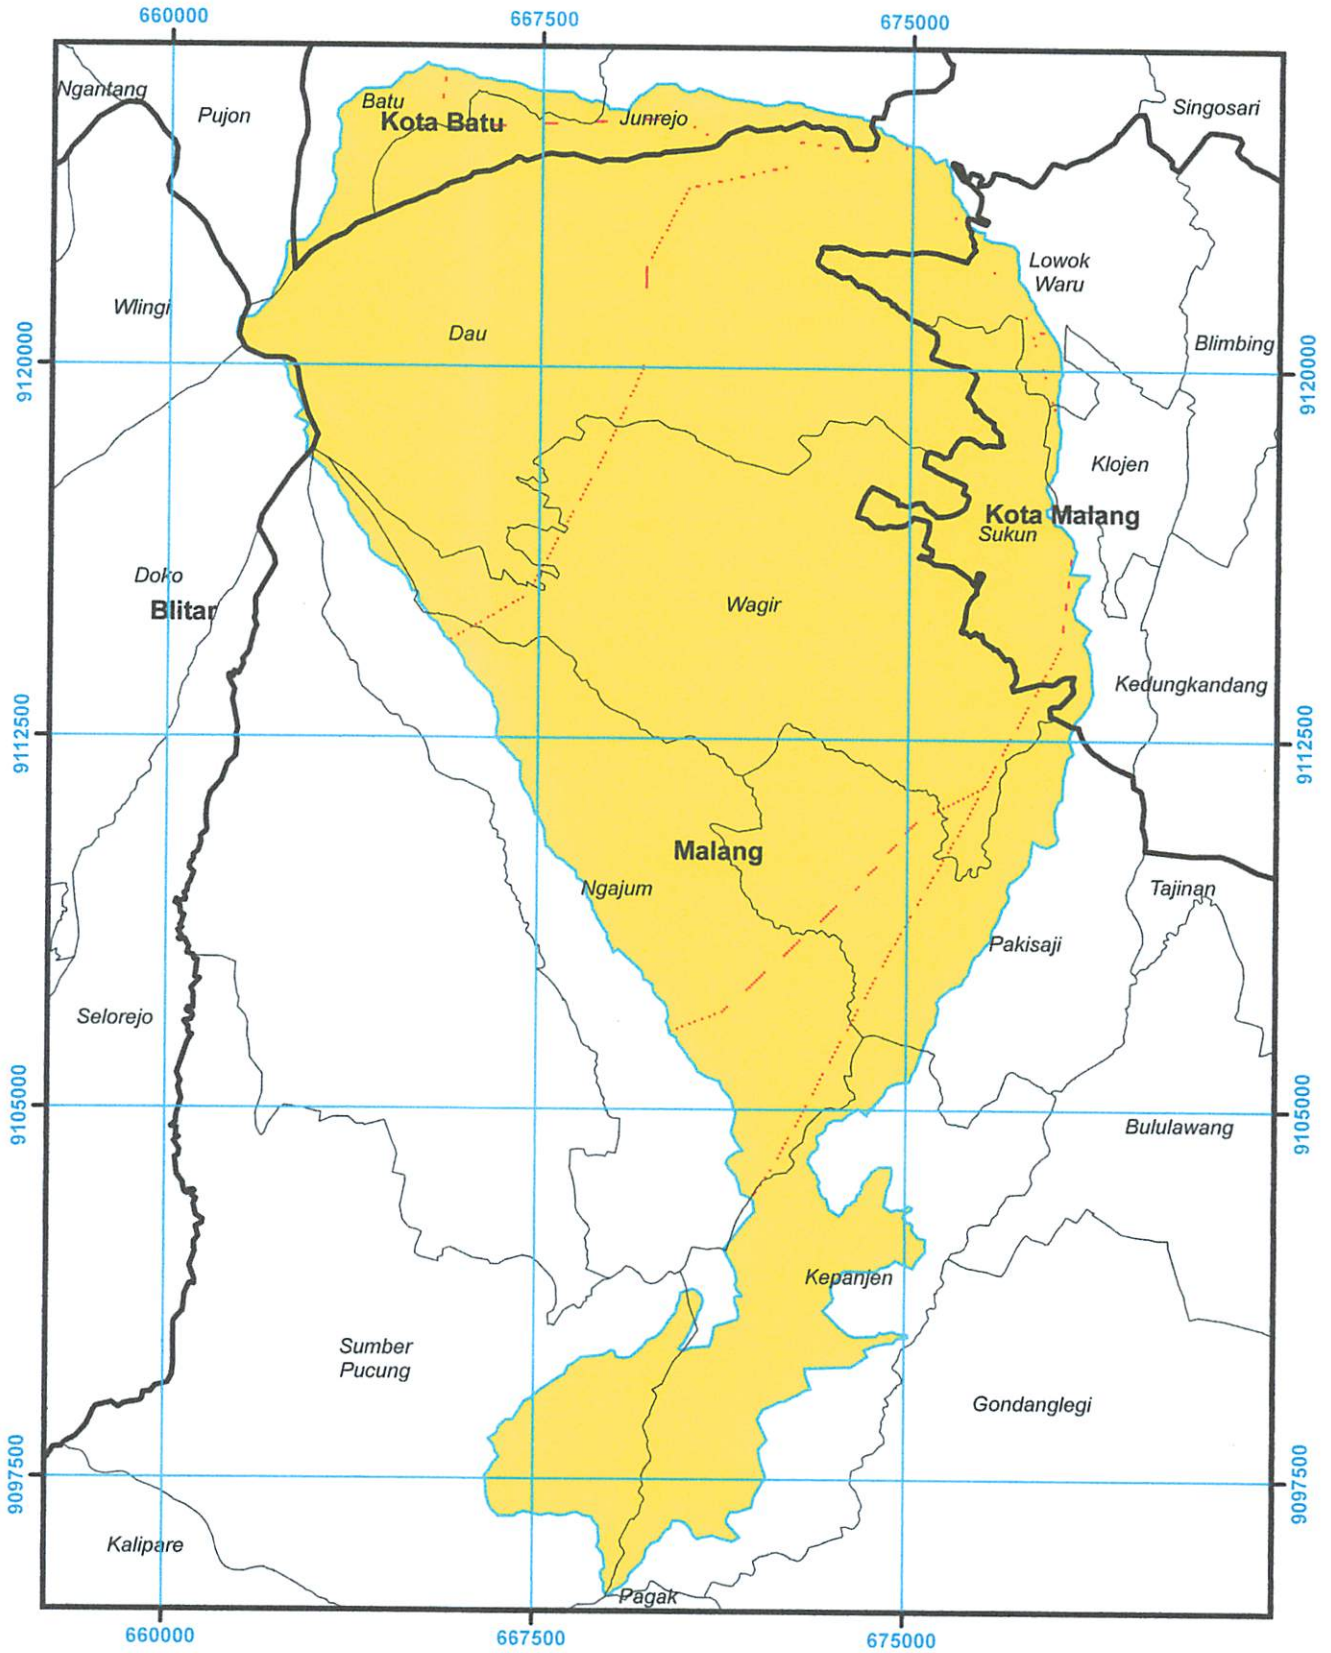 660000
667500
675000
Ngantang
Pujon
Batu
Kota Batu
Junrejo
Singosari
Lowok
Waru
Wlingi
Dau
Blimbing
9120000
9120000
Klojen
Kota Malang
Sukun
Doko
Blitar
Wagir
Kedungkandang
9112500
9112500
Malang
Ngajum
Tajinan
Pakisaji
Selorejo
9105000
9105000
Bululawang
Kepanjen
Sumber
Pucung
Gondanglegi
9097500
9097500
Kalipare
Pagak
660000
667500
675000